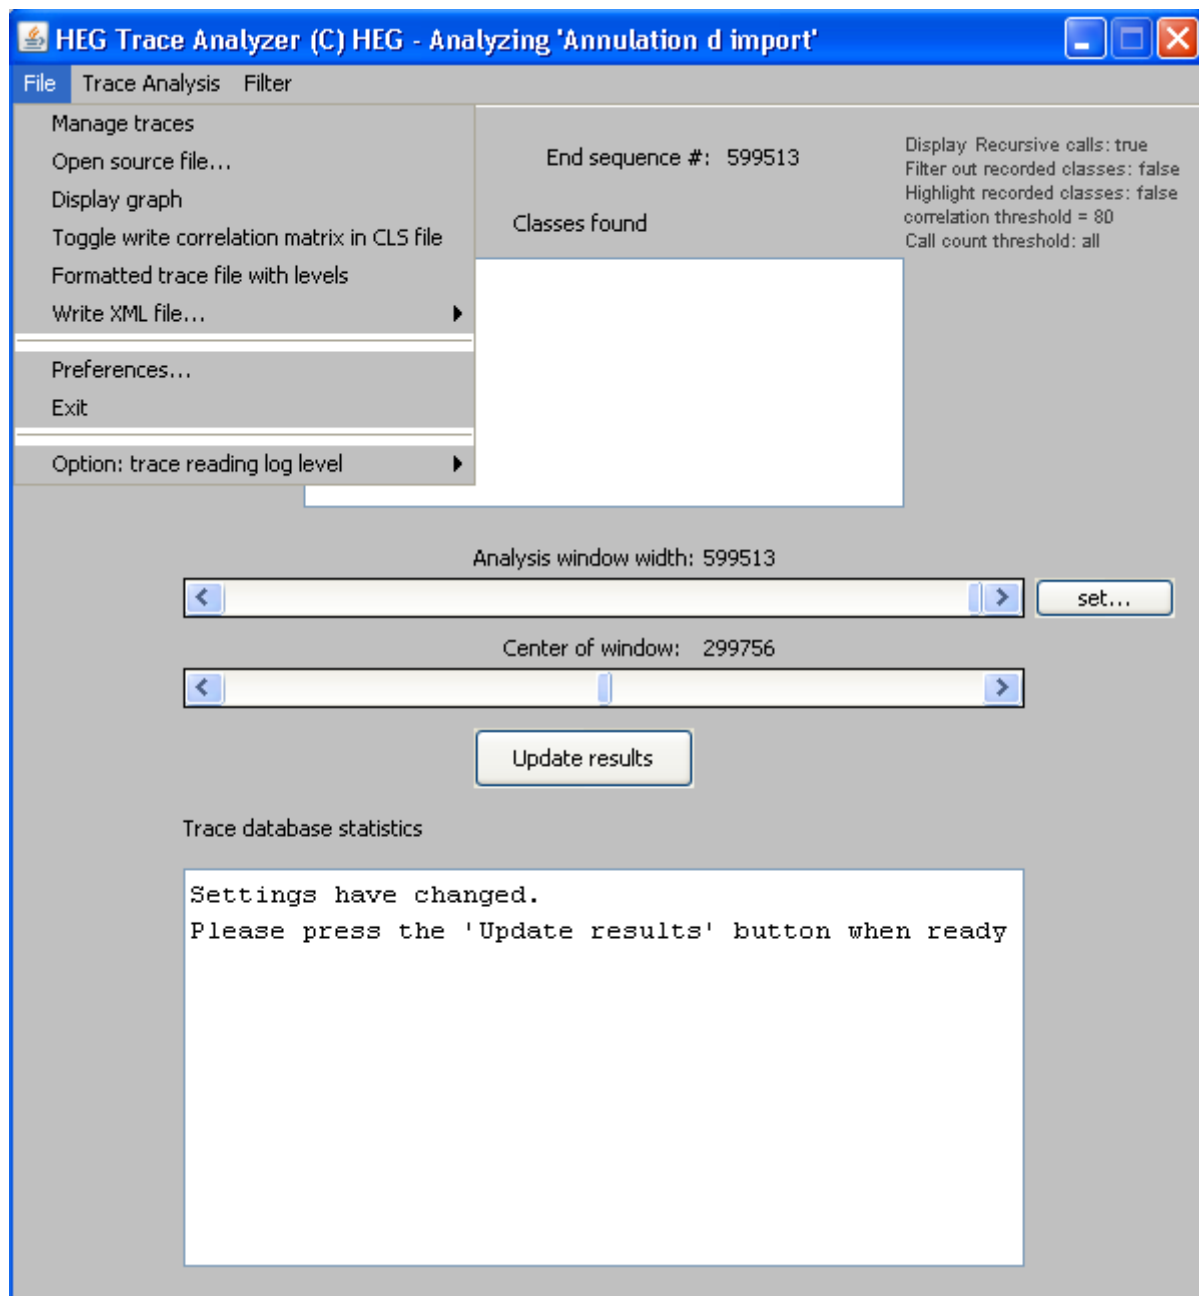 HEG Trace Analyzer (C) HEG - Analyzing 'Annulation d import'
File Trace Analysis Filter
Manage traces
Open source file...
Display graph
Toggle write correlation matrix in CLS file
Formatted trace file with levels
Write XML file...
Preferences...
Exit
Option: trace reading log level
End sequence #: 599513
Classes found
Display Recursive calls: true
Filter out recorded classes: false
Highlight recorded classes: false
correlation threshold = 80
Call count threshold: all
Analysis window width: 599513
set...
Center of window: 299756
Update results
Trace database statistics
Settings have changed.
Please press the 'Update results' button when ready